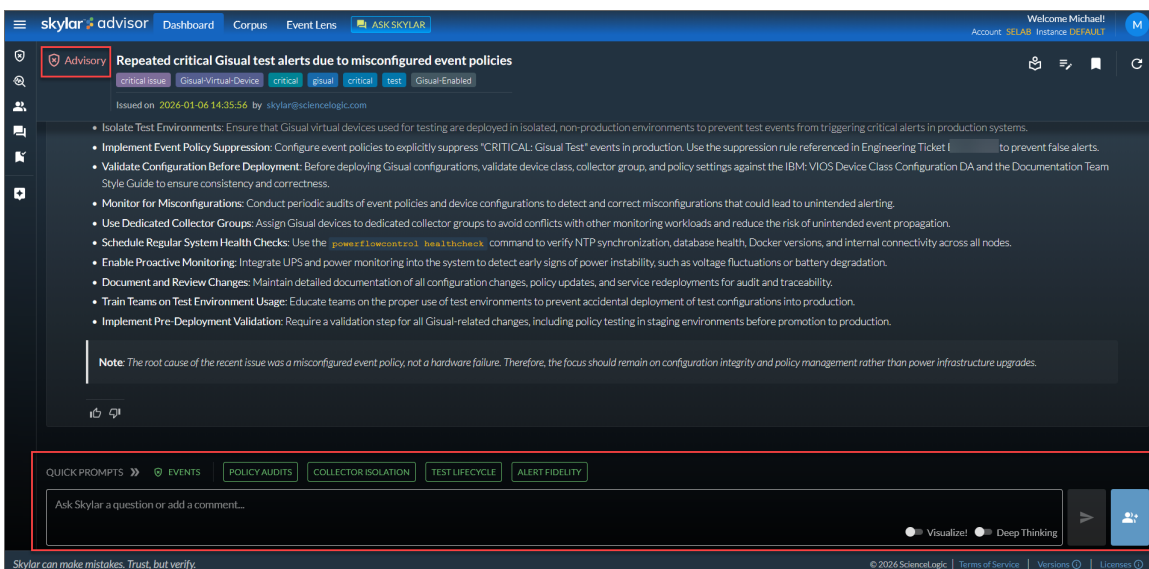 skylar advisor Dashboard Corpus Event Lens ASK SKYLAR
Welcome Michael!
Account SELAB Instance DEFAULT
M
Advisory
Repeated critical Gisual test alerts due to misconfigured event policies
critical issue Gisual-Virtual-Device critical gisual critical test Gisual-Enabled
Issued on 2026-01-06 14:35:56 by skylar@sciencelogic.com
• Isolate Test Environments: Ensure that Gisual virtual devices used for testing are deployed in isolated, non-production environments to prevent test events from triggering critical alerts in production systems.
• Implement Event Policy Suppression: Configure event policies to explicitly suppress "CRITICAL: Gisual Test" events in production. Use the suppression rule referenced in Engineering Ticket to prevent false alerts.
• Validate Configuration Before Deployment: Before deploying Gisual configurations, validate device class, collector group, and policy settings against the IBM: VIOS Device Class Configuration DA and the Documentation Team
Style Guide to ensure consistency and correctness.
• Monitor for Misconfigurations: Conduct periodic audits of event policies and device configurations to detect and correct misconfigurations that could lead to unintended alerting.
• Use Dedicated Collector Groups: Assign Gisual devices to dedicated collector groups to avoid conflicts with other monitoring workloads and reduce the risk of unintended event propagation.
• Schedule Regular System Health Checks: Use the powerflowcontrol healthcheck command to verify NTP synchronization, database health, Docker versions, and internal connectivity across all nodes.
• Enable Proactive Monitoring: Integrate UPS and power monitoring into the system to detect early signs of power instability, such as voltage fluctuations or battery degradation.
• Document and Review Changes: Maintain detailed documentation of all configuration changes, policy updates, and service redeployments for audit and traceability.
• Train Teams on Test Environment Usage: Educate teams on the proper use of test environments to prevent accidental deployment of test configurations into production.
• Implement Pre-Deployment Validation: Require a validation step for all Gisual-related changes, including policy testing in staging environments before promotion to production.
Note: The root cause of the recent issue was a misconfigured event policy, not a hardware failure. Therefore, the focus should remain on configuration integrity and policy management rather than power infrastructure upgrades.
QUICK PROMPTS EVENTS POLICY AUDITS COLLECTOR ISOLATION TEST LIFECYCLE ALERT FIDELITY
Ask Skylar a question or add a comment...
Visualize! Deep Thinking
Skylar can make mistakes. Trust, but verify.
© 2026 ScienceLogic | Terms of Service | Versions | Licenses